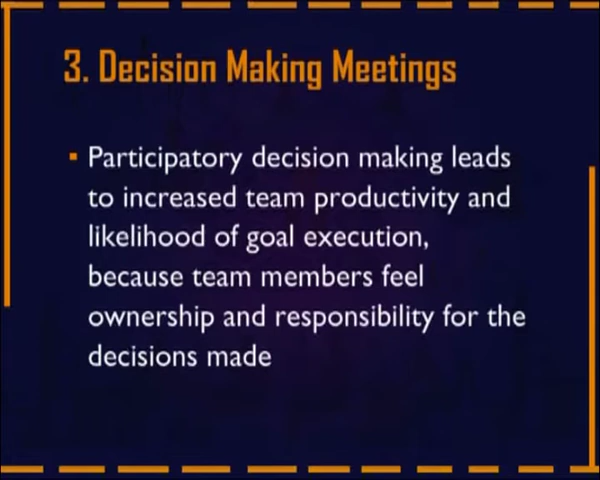 3. Decision Making Meetings
▪ Participatory decision making leads
to increased team productivity and
likelihood of goal execution,
because team members feel
ownership and responsibility for the
decisions made